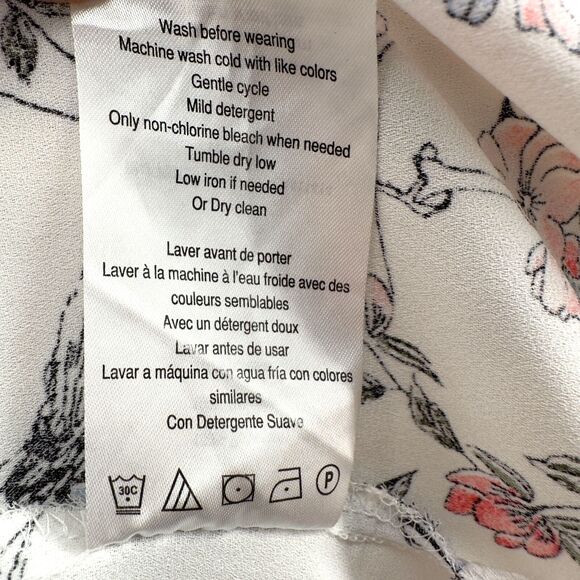 Wash before wearing
Machine wash cold with like colors
Gentle cycle
Mild detergent
Only non-chlorine bleach when needed
Tumble dry low
Low iron if needed
Or Dry clean
Laver avant de porter
Laver à la machine à l'eau froide avec des
couleurs semblables
Avec un détergent doux
Lavar antes de usar
Lavar a máquina con agua fría con colores
similares
Con Detergente Suave
30C
P